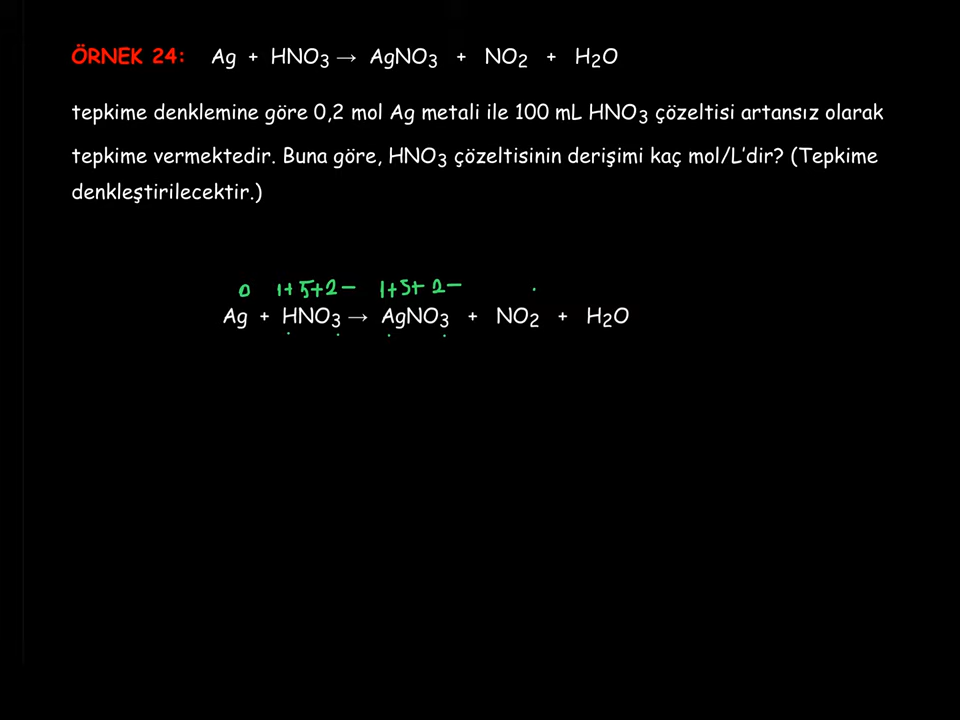 ÖRNEK 24: Ag + HNO3 → AgNO3 + NO2 + H2O
tepkime denklemine göre 0,2 mol Ag metali ile 100 mL HNO3 çözeltisi artansız olarak
tepkime vermektedir. Buna göre, HNO3 çözeltisinin derişimi kaç mol/L'dir? (Tepkime
denkleştirilecektir.)
0 1+ 5+ 2- 1+ 5+ 2-
Ag + HNO3 → AgNO3 + NO2 + H2O